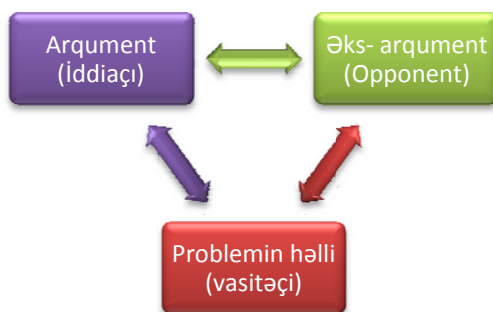 Arqument
(İddiaçı)
Əks- arqument
(Opponent)
Problemin həlli
(vasitəçi)